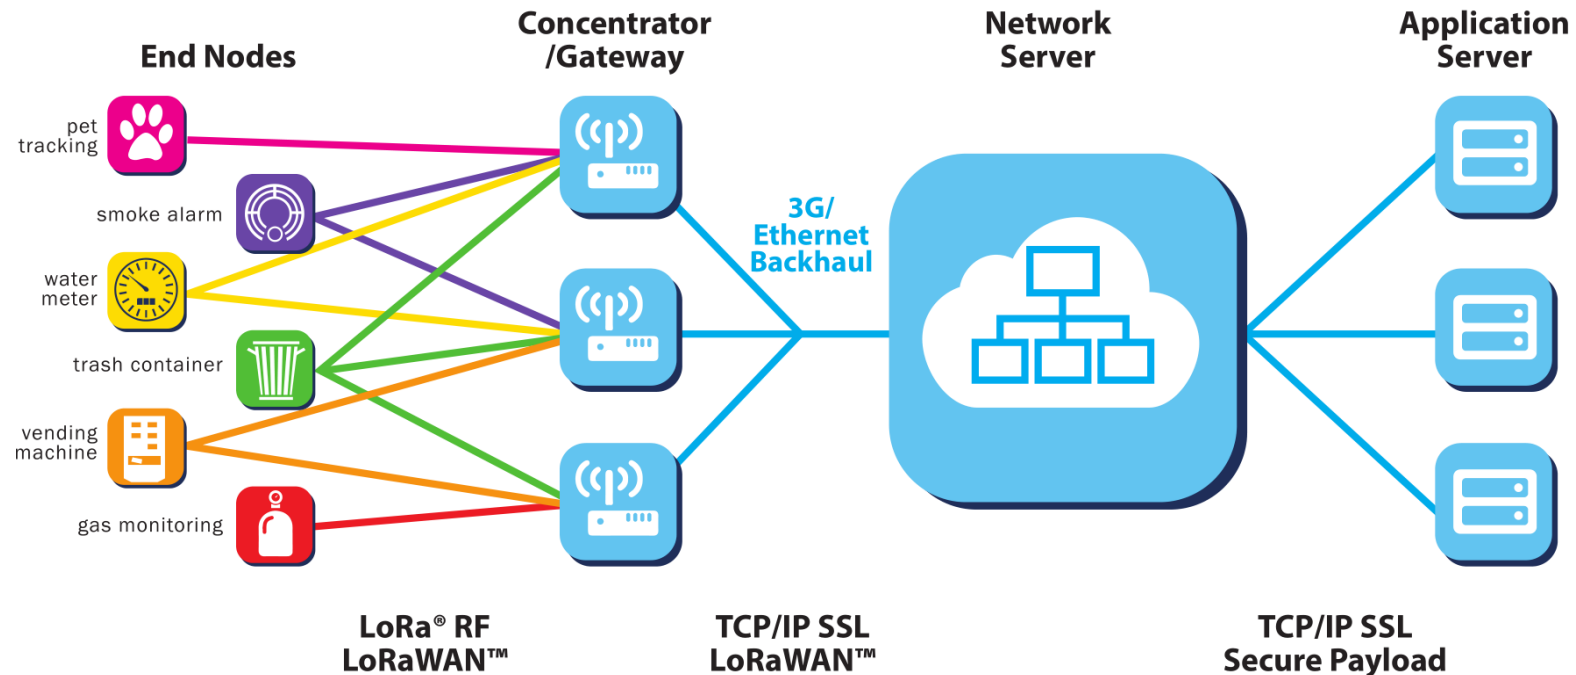 End Nodes
Concentrator
/Gateway
Network
Server
Application
Server
pet
tracking
smoke alarm
water
meter
trash container
vending
machine
gas monitoring
3G/
Ethernet
Backhaul
LoRa® RF
LoRaWAN™
TCP/IP SSL
LoRaWAN™
TCP/IP SSL
Secure Payload